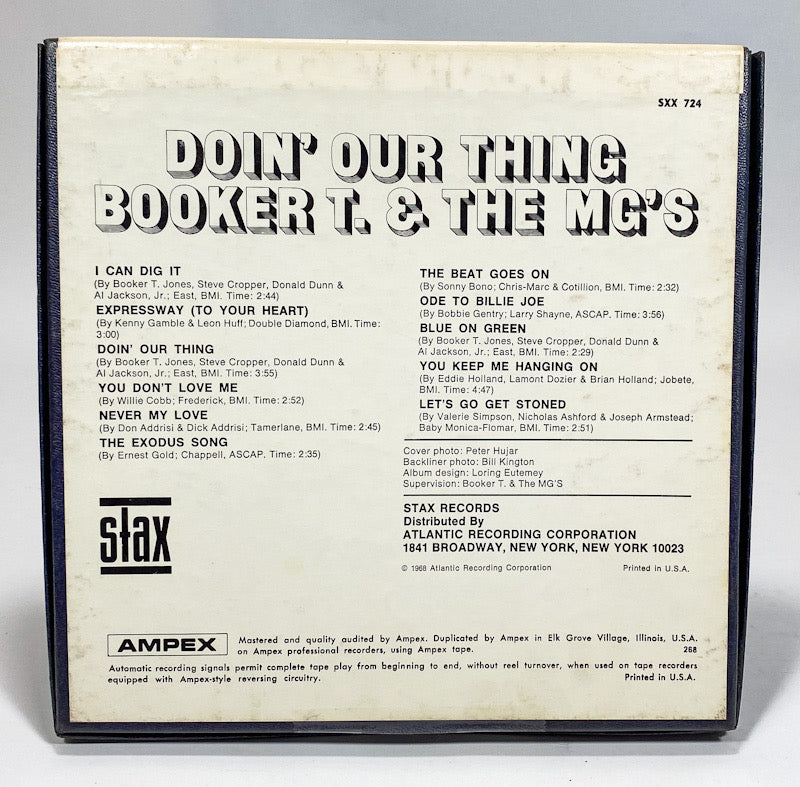 SXX 724
DOIN' OUR THING
BOOKER T. & THE MG'S
I CAN DIG IT
(By Booker T. Jones, Steve Cropper, Donald Dunn &
Al Jackson, Jr.; East, BMI. Time: 2:44)
EXPRESSWAY (TO YOUR HEART)
(By Kenny Gamble & Leon Huff; Double Diamond, BMI. Time:
3:00)
DOIN' OUR THING
(By Booker T. Jones, Steve Cropper, Donald Dunn &
Al Jackson, Jr.; East, BMI. Time: 3:55)
YOU DON'T LOVE ME
(By Willie Cobb; Frederick, BMI. Time: 2:52)
NEVER MY LOVE
(By Don Addrisi & Dick Addrisi; Tamerlane, BMI. Time: 2:45)
THE EXODUS SONG
(By Ernest Gold; Chappell, ASCAP. Time: 2:35)
THE BEAT GOES ON
(By Sonny Bono; Chris-Marc & Cotillion, BMI. Time: 2:32)
ODE TO BILLIE JOE
(By Bobbie Gentry; Larry Shayne, ASCAP. Time: 3:56)
BLUE ON GREEN
(By Booker T. Jones, Steve Cropper, Donald Dunn &
Al Jackson, Jr.; East, BMI. Time: 2:29)
YOU KEEP ME HANGING ON
(By Eddie Holland, Lamont Dozier & Brian Holland; Jobete,
BMI. Time: 4:47)
LET'S GO GET STONED
(By Valerie Simpson, Nicholas Ashford & Joseph Armstead;
Baby Monica-Flomar, BMI. Time: 2:51)
Cover photo: Peter Hujar
Backliner photo: Bill Kington
Album design: Loring Eutemey
Supervision: Booker T. & The MG'S
stax
STAX RECORDS
Distributed By
ATLANTIC RECORDING CORPORATION
1841 BROADWAY, NEW YORK, NEW YORK 10023
© 1968 Atlantic Recording Corporation Printed in U.S.A.
AMPEX Mastered and quality audited by Ampex. Duplicated by Ampex in Elk Grove Village, Illinois, U.S.A.
on Ampex professional recorders, using Ampex tape. 268
Automatic recording signals permit complete tape play from beginning to end, without reel turnover, when used on tape recorders
equipped with Ampex-style reversing circuitry. Printed in U.S.A.